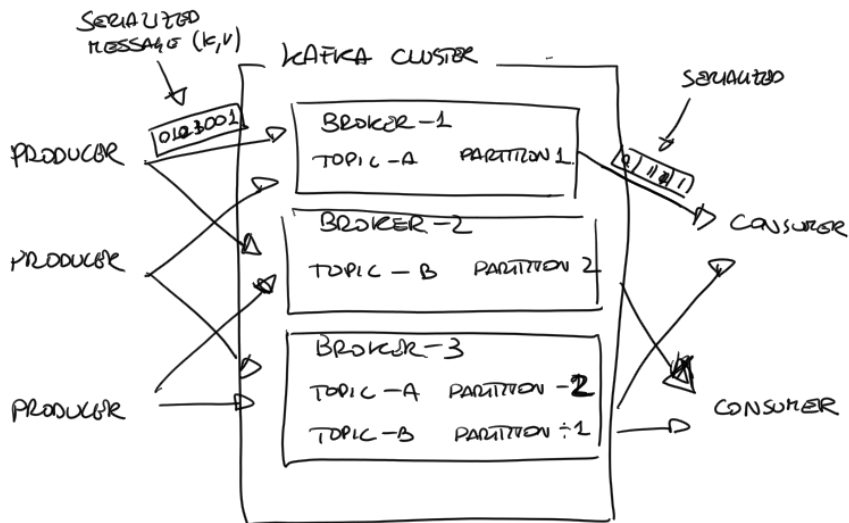 SERIALIZED
MESSAGE (K,V)
KAFKA CLUSTER
SERIALIZED
0123001
PRODUCER
BROKER-1
TOPIC-A PARTITION 1
CONSUMER
PRODUCER
BROKER-2
TOPIC-B PARTITION 2
BROKER-3
TOPIC-A PARTITION-2
PRODUCER
TOPIC-B PARTITION-1
CONSUMER